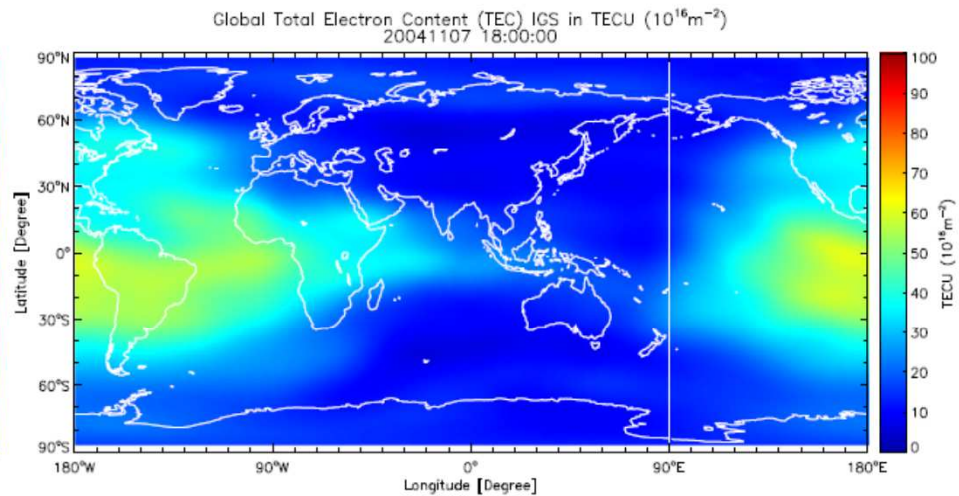 Global Total Electron Content (TEC) IGS in TECU (10¹⁶m⁻²)
20041107 18:00:00
90°N
60°N
30°N
0°
30°S
60°S
90°S
Latitude [Degree]
180°W 90°W 0° 90°E 180°E
Longitude [Degree]
100
90
80
70
60
50
40
30
20
10
0
TECU (10¹⁶m⁻²)